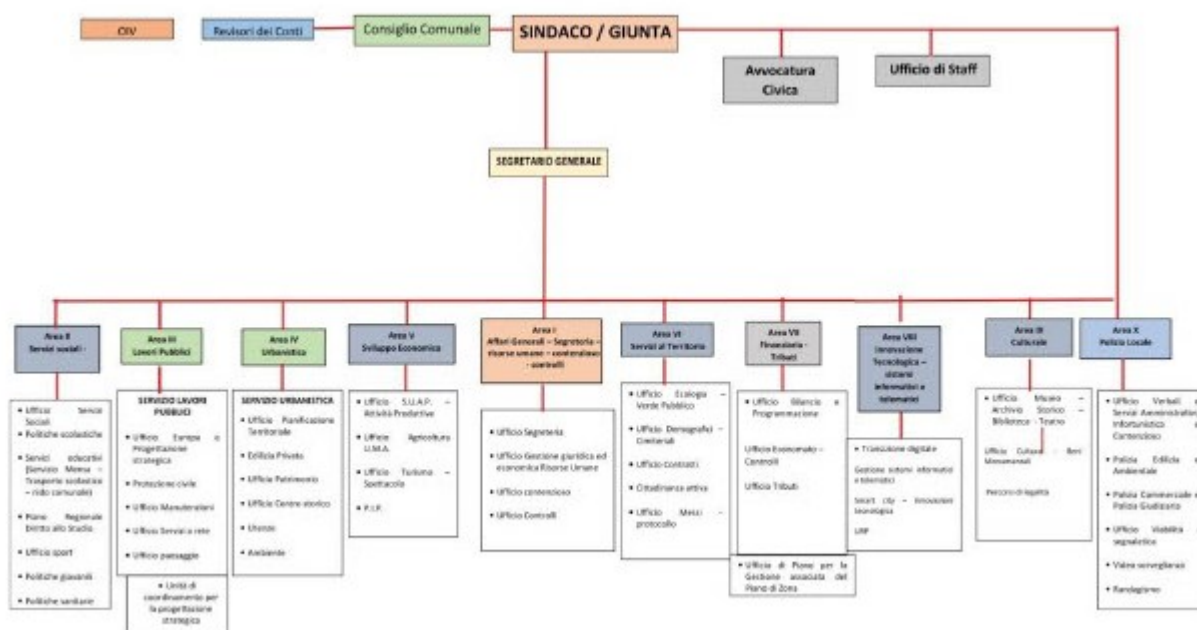 OIV
Revisori dei Conti
Consiglio Comunale
SINDACO / GIUNTA
Avvocatura
Civica
Ufficio di Staff
SEGRETARIO GENERALE
Area II
Servizi sociali -
Area III
Lavori Pubblici
Area IV
Urbanistica
Area V
Sviluppo Economico
Area I
Affari Generali – Segreteria –
risorse umane – contenzioso
- controlli
Area VI
Servizi al Territorio
Area VII
Finanziaria -
Tributi
Area VIII
Innovazione
Tecnologica –
sistemi
informativi e
telematici
Area IX
Culturale
Area X
Polizia Locale
• Ufficio Servizi
Sociali
• Politiche scolastiche
• Servizi educativi
(Servizio Mensa –
Trasporto scolastico
– nido comunale)
• Piano Regionale
Diritto allo Studio
• Ufficio sport
• Politiche giovanili
• Politiche sanitarie
SERVIZIO LAVORI
PUBBLICI
• Ufficio Europa e
Progettazione
strategica
• Protezione civile
• Ufficio Manutenzioni
• Ufficio Servizi a rete
• Ufficio paesaggio
• Unità di
coordinamento per
la progettazione
strategica
SERVIZIO URBANISTICA
• Ufficio Pianificazione
Territoriale
• Edilizia Privata
• Ufficio Patrimonio
• Ufficio Centro storico
• Utenze
• Ambiente
• Ufficio S.U.A.P. –
Attività Produttive
• Ufficio Agricoltura
U.M.A.
• Ufficio Turismo –
Spettacolo
• P.I.P.
• Ufficio Segreteria
• Ufficio Gestione giuridica ed
economica Risorse Umane
• Ufficio contenzioso
• Ufficio Controlli
• Ufficio Ecologia –
Verde Pubblico
• Ufficio Demografici –
Cimiteriali
• Ufficio Contratti
• Cittadinanza attiva
• Ufficio Messi –
protocollo
• Ufficio Bilancio e
Programmazione
Ufficio Economato –
Controlli
Ufficio Tributi
• Ufficio di Piano per la
Gestione associata del
Piano di Zona
• Transizione digitale
Gestione sistemi informativi
e telematici
Smart city – innovazione
tecnologica
URP
• Ufficio Museo –
Archivio Storico –
Biblioteca - Teatro
Ufficio Cultura - Beni
Monumentali
Percorso di legalità
• Ufficio Verbali e
Servizi Amministrativi
Infortunistica e
Contenzioso
• Polizia Edilizia e
Ambientale
• Polizia Commerciale e
Polizia Giudiziaria
• Ufficio Viabilità e
segnaletica
• Video sorveglianza
• Randagismo